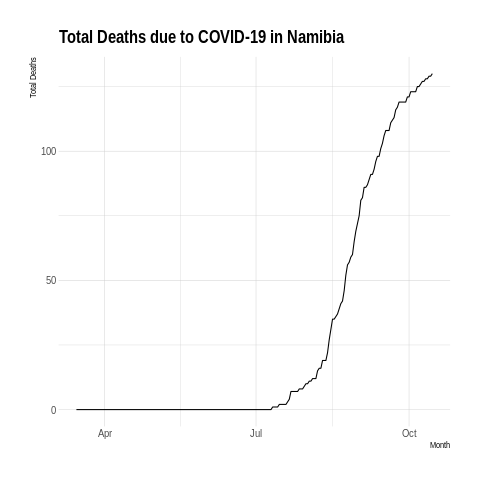 Total Deaths due to COVID-19 in Namibia
Total Deaths
100
50
0
Apr
Jul
Oct
Month